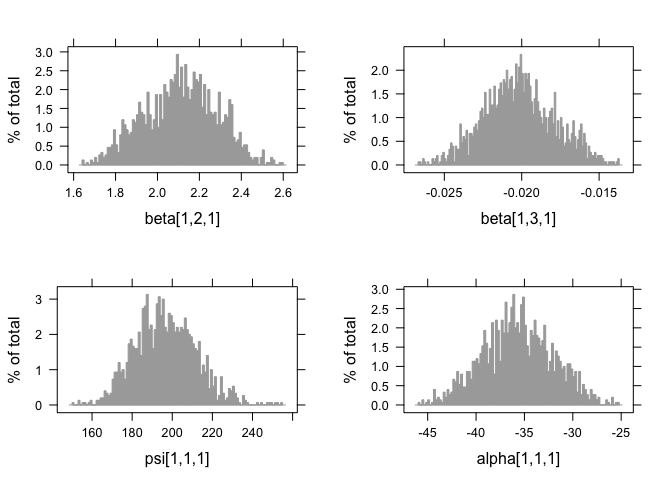 % of total
3.0
2.5
2.0
1.5
1.0
0.5
0.0
1.6 1.8 2.0 2.2 2.4 2.6
beta[1,2,1]
% of total
2.0
1.5
1.0
0.5
0.0
-0.025 -0.020 -0.015
beta[1,3,1]
% of total
3
2
1
0
160 180 200 220 240
psi[1,1,1]
% of total
3.0
2.5
2.0
1.5
1.0
0.5
0.0
-45 -40 -35 -30 -25
alpha[1,1,1]